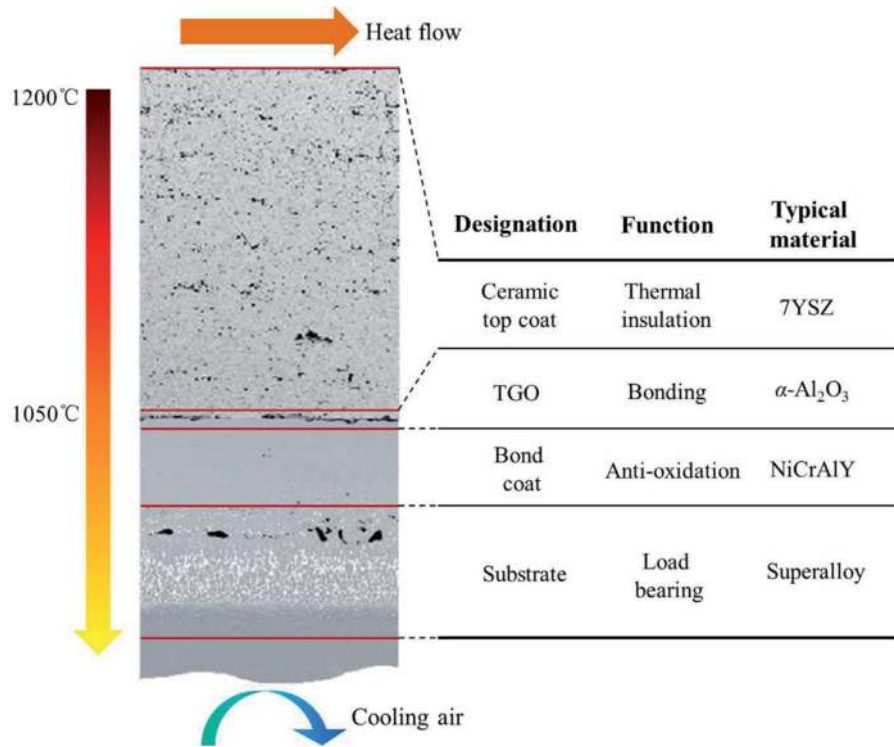 Heat flow
1200℃
1050℃
Designation
Function
Typical
material
Ceramic
top coat
Thermal
insulation
7YSZ
TGO
Bonding
α-Al₂O₃
Bond
coat
Anti-oxidation
NiCrAlY
Substrate
Load
bearing
Superalloy
Cooling air